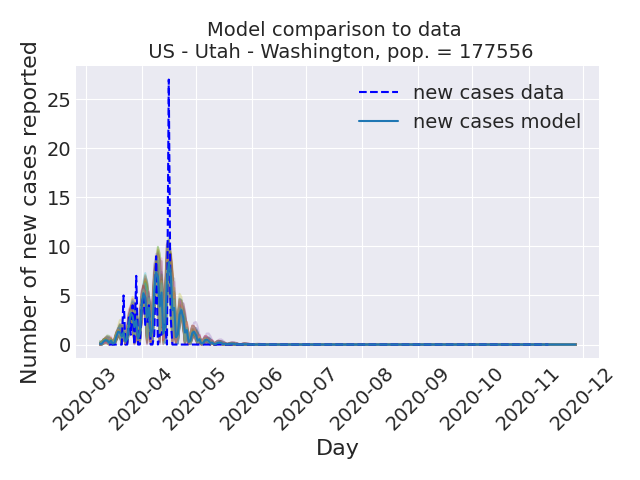 Model comparison to data
US - Utah - Washington, pop. = 177556
Number of new cases reported
25
20
15
10
5
0
new cases data
new cases model
2020-03
2020-04
2020-05
2020-06
2020-07
2020-08
2020-09
2020-10
2020-11
2020-12
Day